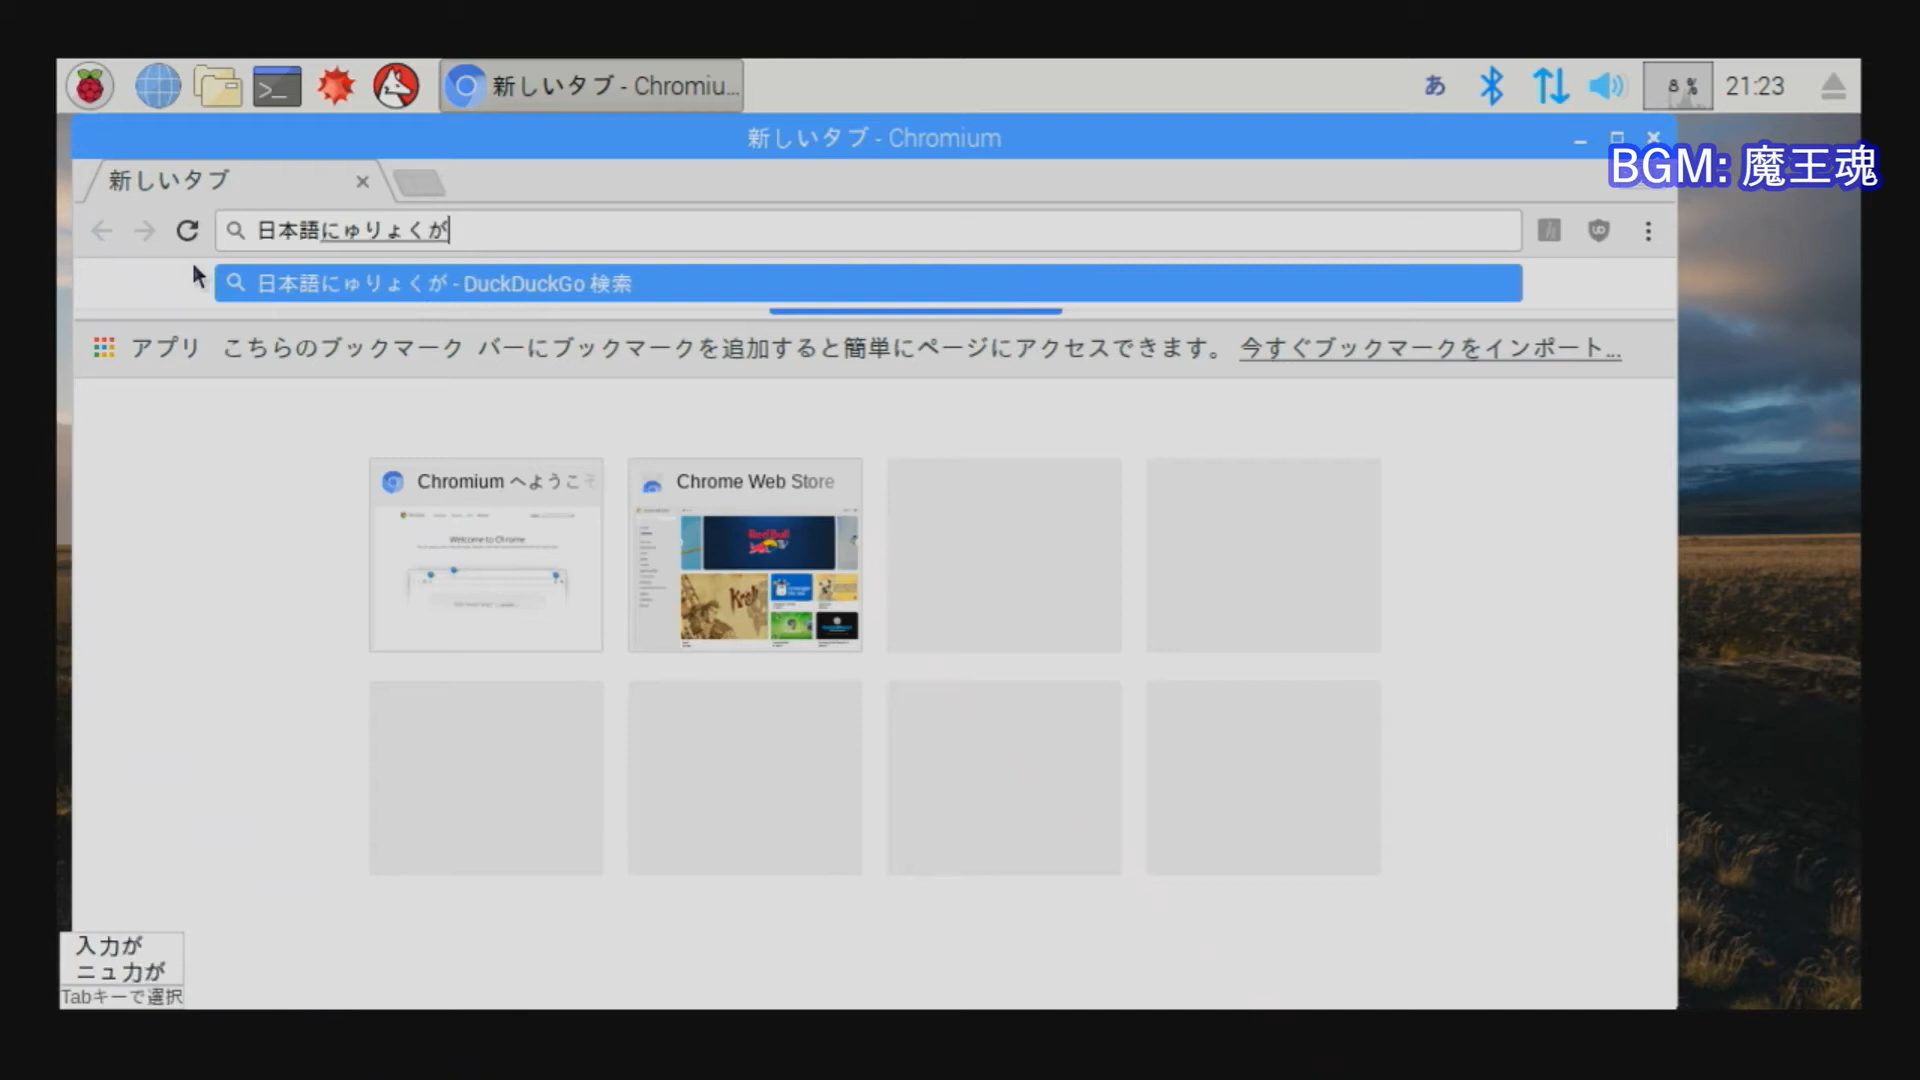 新しいタブ - Chromiu...
あ
8 %
21:23
新しいタブ - Chromium
BGM: 魔王魂
新しいタブ
日本語にゅりょくが
日本語にゅりょくが - DuckDuckGo 検索
アプリ こちらのブックマーク バーにブックマークを追加すると簡単にページにアクセスできます。 今すぐブックマークをインポート...
Chromium へようこそ
Chrome Web Store
Welcome to Chrome
RedBull
TV
入力が
ニュ力が
Tabキーで選択